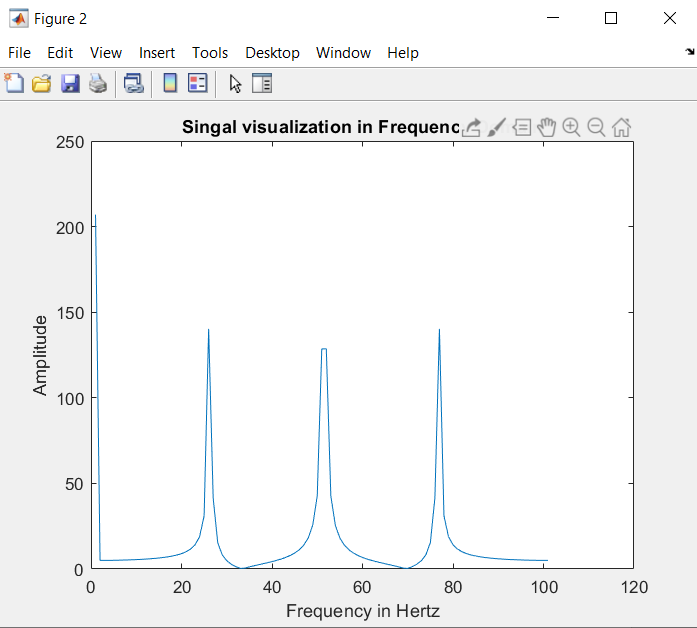 Figure 2
File Edit View Insert Tools Desktop Window Help
Singal visualization in Frequenc
250
200
150
100
50
0
Amplitude
0 20 40 60 80 100 120
Frequency in Hertz